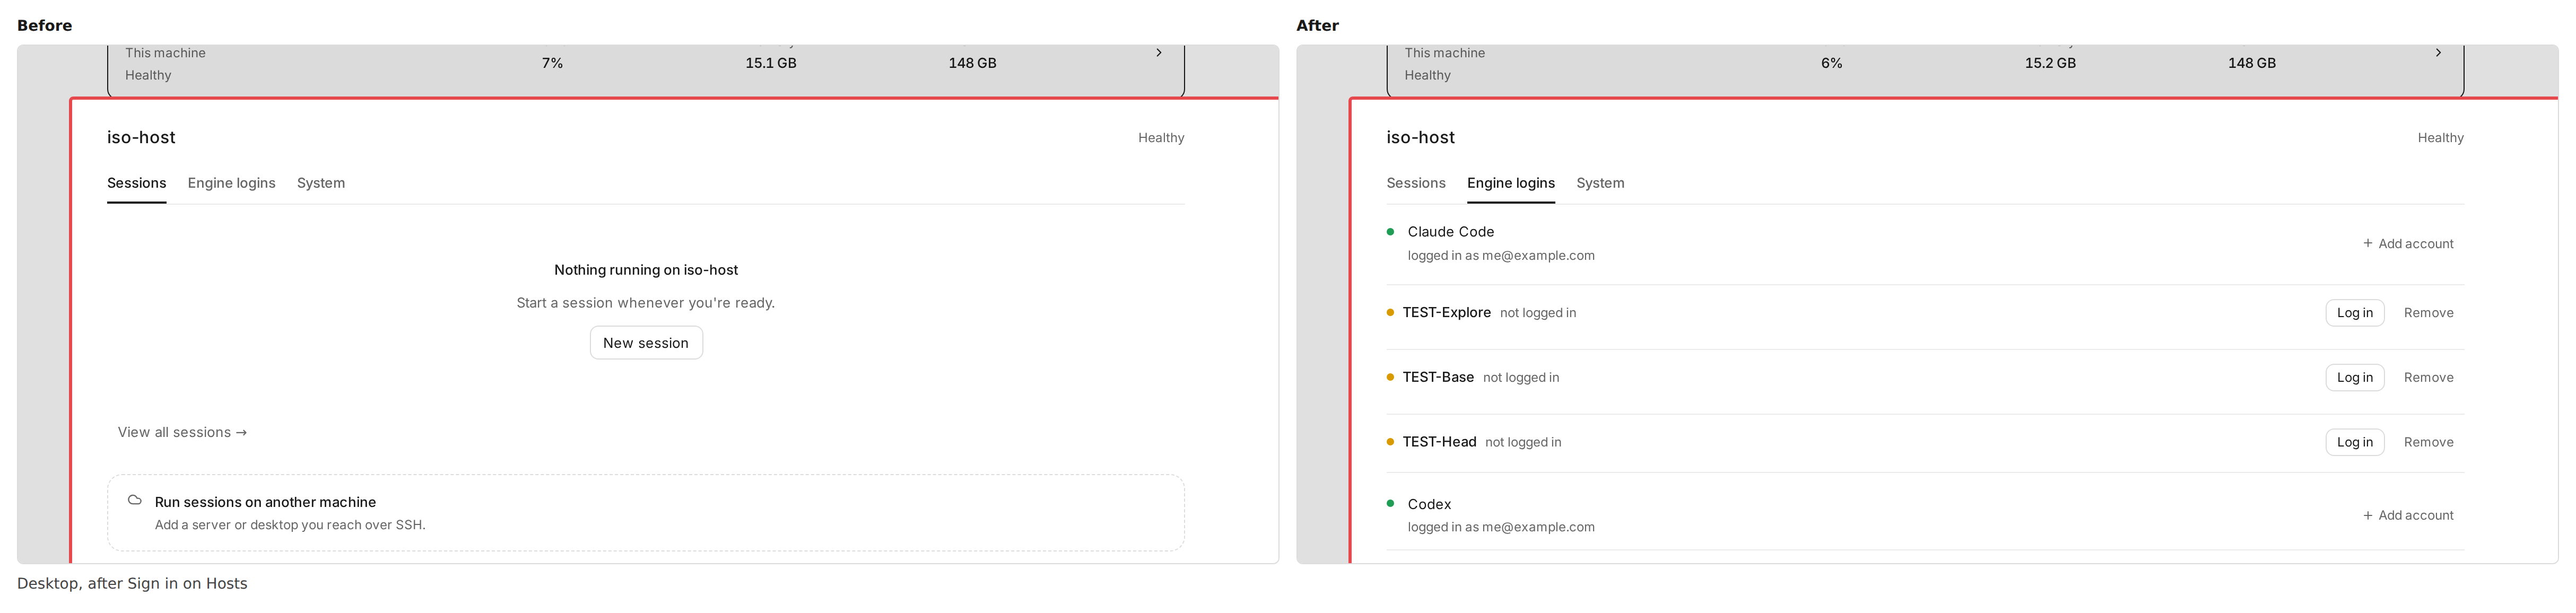 Before
This machine
Healthy
7%
15.1 GB
148 GB
iso-host
Healthy
Sessions Engine logins System
Nothing running on iso-host
Start a session whenever you're ready.
New session
View all sessions →
Run sessions on another machine
Add a server or desktop you reach over SSH.
Desktop, after Sign in on Hosts
After
This machine
Healthy
6%
15.2 GB
148 GB
iso-host
Healthy
Sessions Engine logins System
Claude Code
logged in as me@example.com
+ Add account
TEST-Explore not logged in Log in Remove
TEST-Base not logged in Log in Remove
TEST-Head not logged in Log in Remove
Codex
logged in as me@example.com
+ Add account